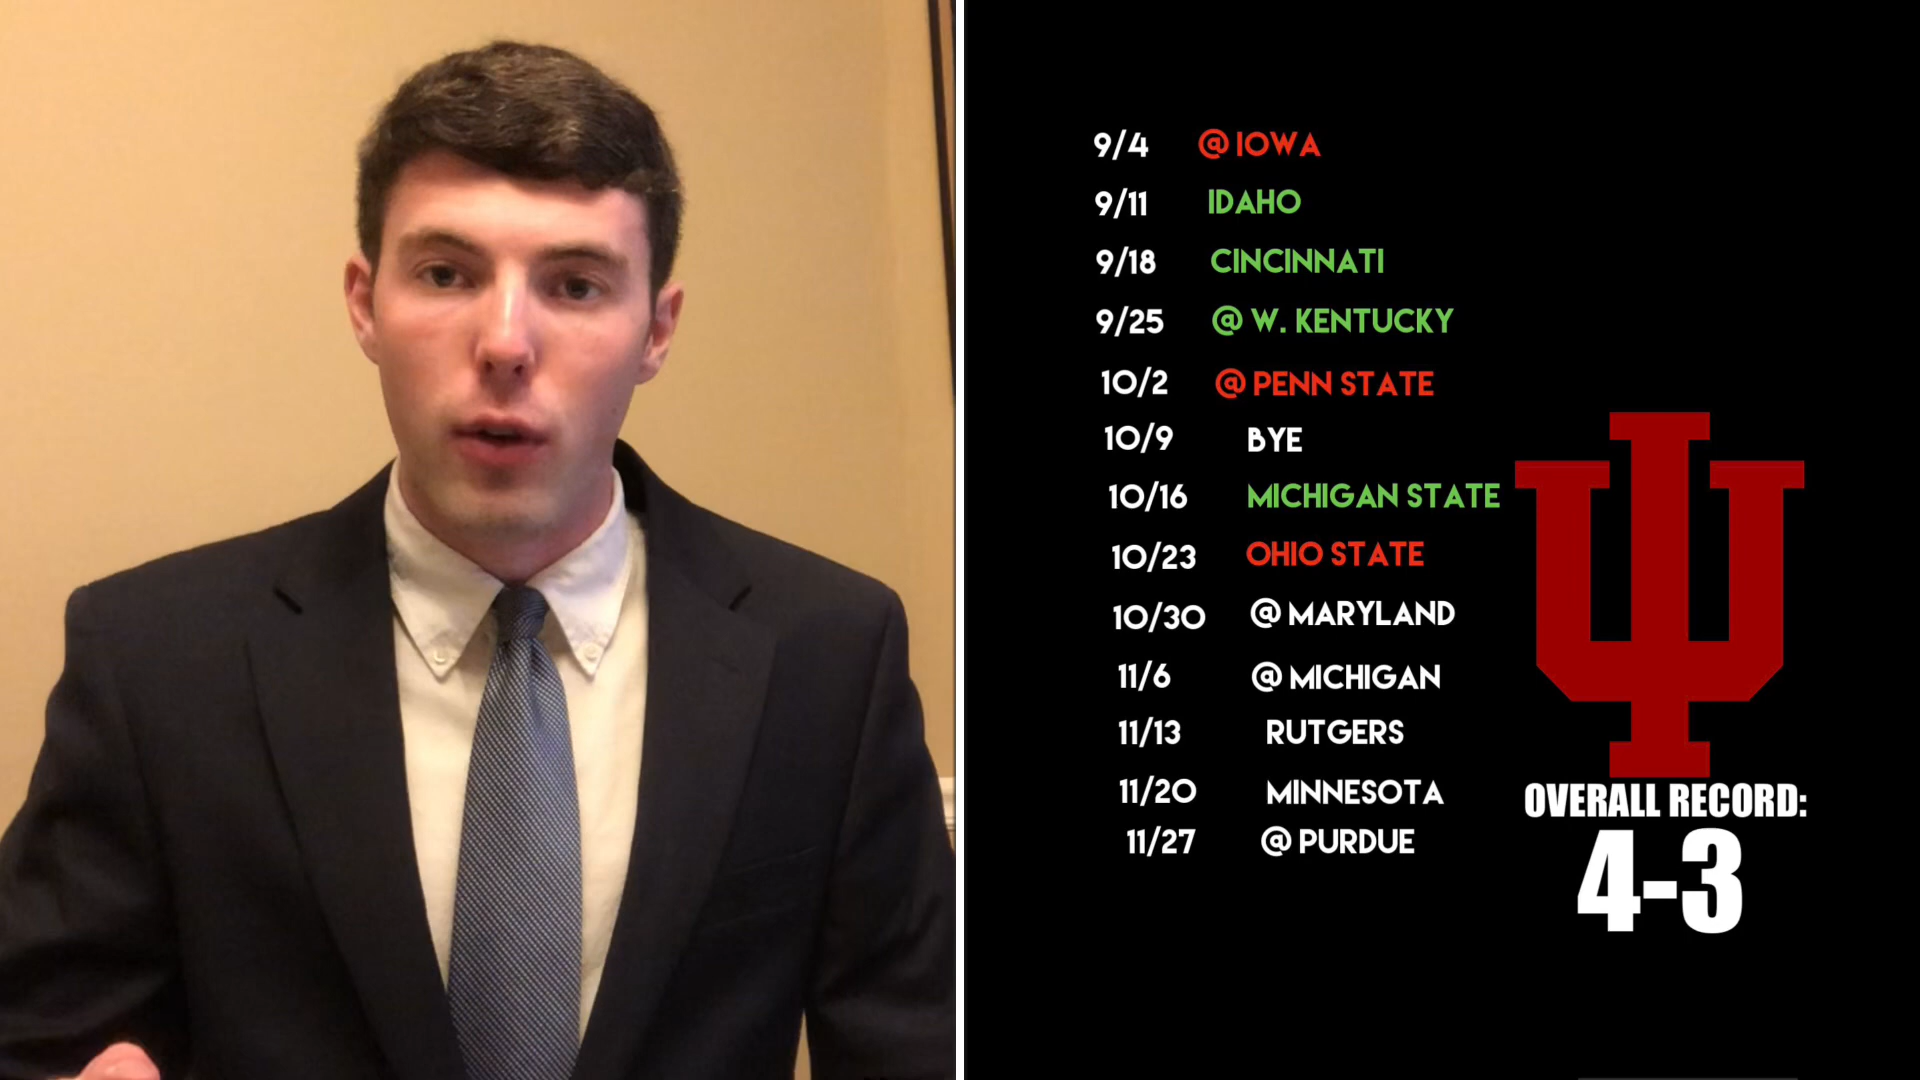 9/4 @ IOWA
9/11 IDAHO
9/18 CINCINNATI
9/25 @ W. KENTUCKY
10/2 @ PENN STATE
10/9 BYE
10/16 MICHIGAN STATE
10/23 OHIO STATE
10/30 @ MARYLAND
11/6 @ MICHIGAN
11/13 RUTGERS
11/20 MINNESOTA
11/27 @ PURDUE
OVERALL RECORD:
4-3